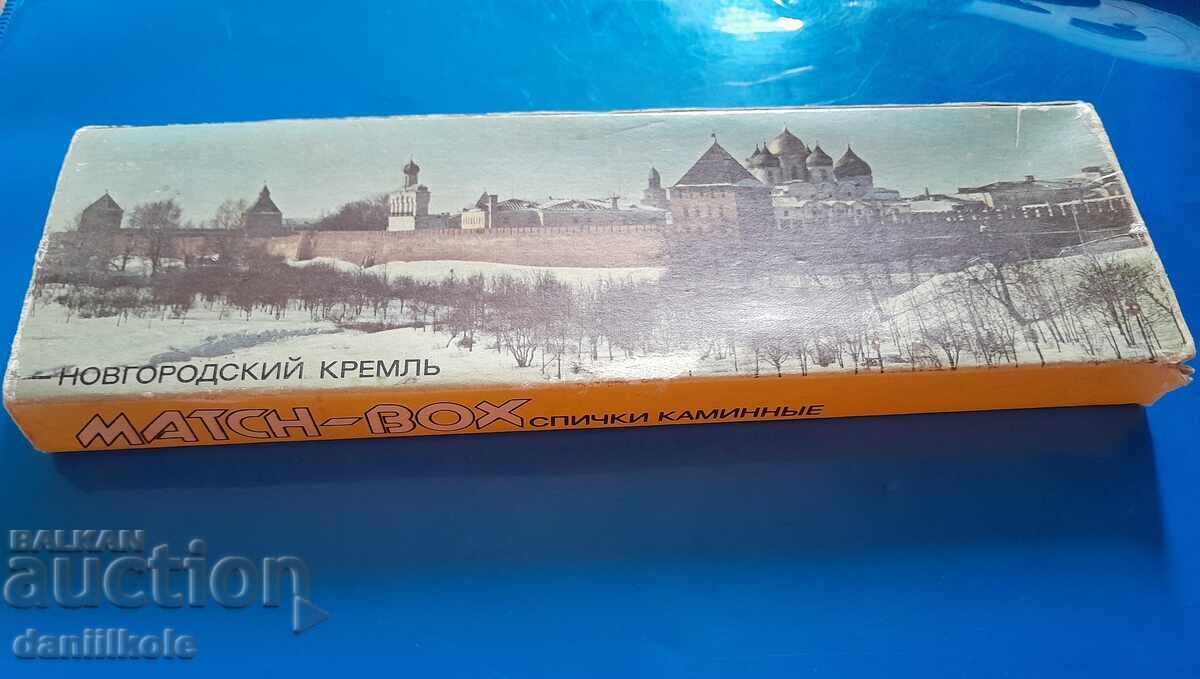 НОВГОРОДСКИЙ КРЕМЛЬ
MATCH-BOX СПИЧКИ КАМИННЫЕ
BALKAN
auction
daniilkole